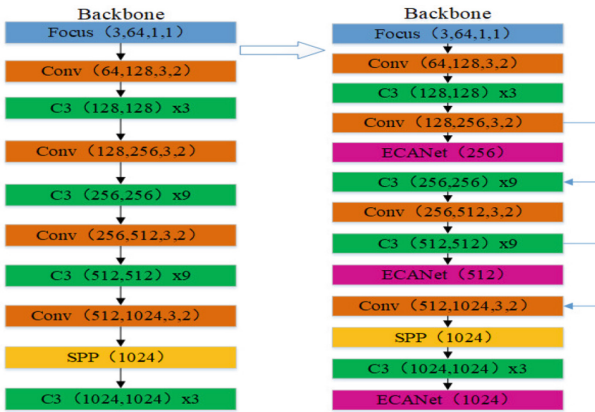 Backbone
Focus（3,64,1,1）
Conv（64,128,3,2）
C3（128,128）x3
Conv（128,256,3,2）
C3（256,256）x9
Conv（256,512,3,2）
C3（512,512）x9
Conv（512,1024,3,2）
SPP（1024）
C3（1024,1024）x3
Backbone
Focus（3,64,1,1）
Conv（64,128,3,2）
C3（128,128）x3
Conv（128,256,3,2）
ECANet（256）
C3（256,256）x9
Conv（256,512,3,2）
C3（512,512）x9
ECANet（512）
Conv（512,1024,3,2）
SPP（1024）
C3（1024,1024）x3
ECANet（1024）